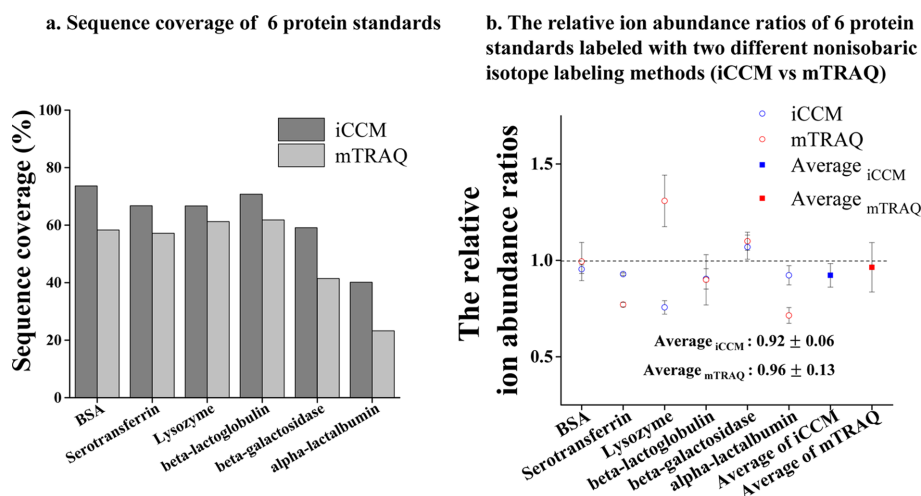 a. Sequence coverage of 6 protein standards
Sequence coverage (%)
100
80
60
40
20
0
iCCM
mTRAQ
BSA
Serotransferrin
Lysozyme
beta-lactoglobulin
beta-galactosidase
alpha-lactalbumin
b. The relative ion abundance ratios of 6 protein
standards labeled with two different nonisobaric
isotope labeling methods (iCCM vs mTRAQ)
The relative
ion abundance ratios
1.5
1.0
0.5
iCCM
mTRAQ
Average iCCM
Average mTRAQ
Average iCCM : 0.92 ± 0.06
Average mTRAQ : 0.96 ± 0.13
BSA
Serotransferrin
Lysozyme
beta-lactoglobulin
beta-galactosidase
alpha-lactalbumin
Average of iCCM
Average of mTRAQ